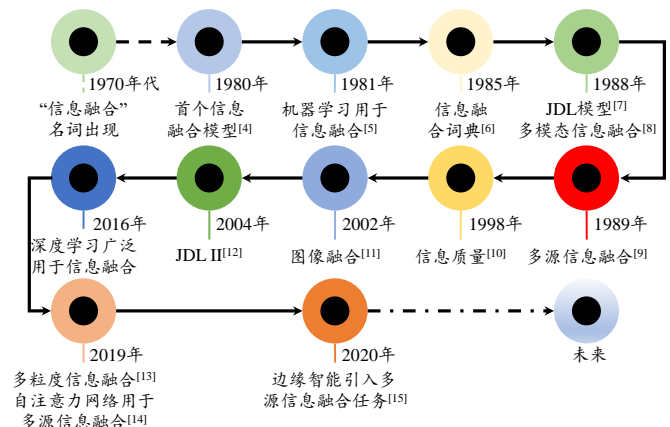 1970年代
“信息融合”
名词出现
1980年
首个信息
融合模型[4]
1981年
机器学习用于
信息融合[5]
1985年
信息融
合词典[6]
1988年
JDL模型[7]
多模态信息融合[8]
2016年
深度学习广泛
用于信息融合
2004年
JDL II[12]
2002年
图像融合[11]
1998年
信息质量[10]
1989年
多源信息融合[9]
2019年
多粒度信息融合[13]
自注意力网络用于
多源信息融合[14]
2020年
边缘智能引入多
源信息融合任务[15]
未来